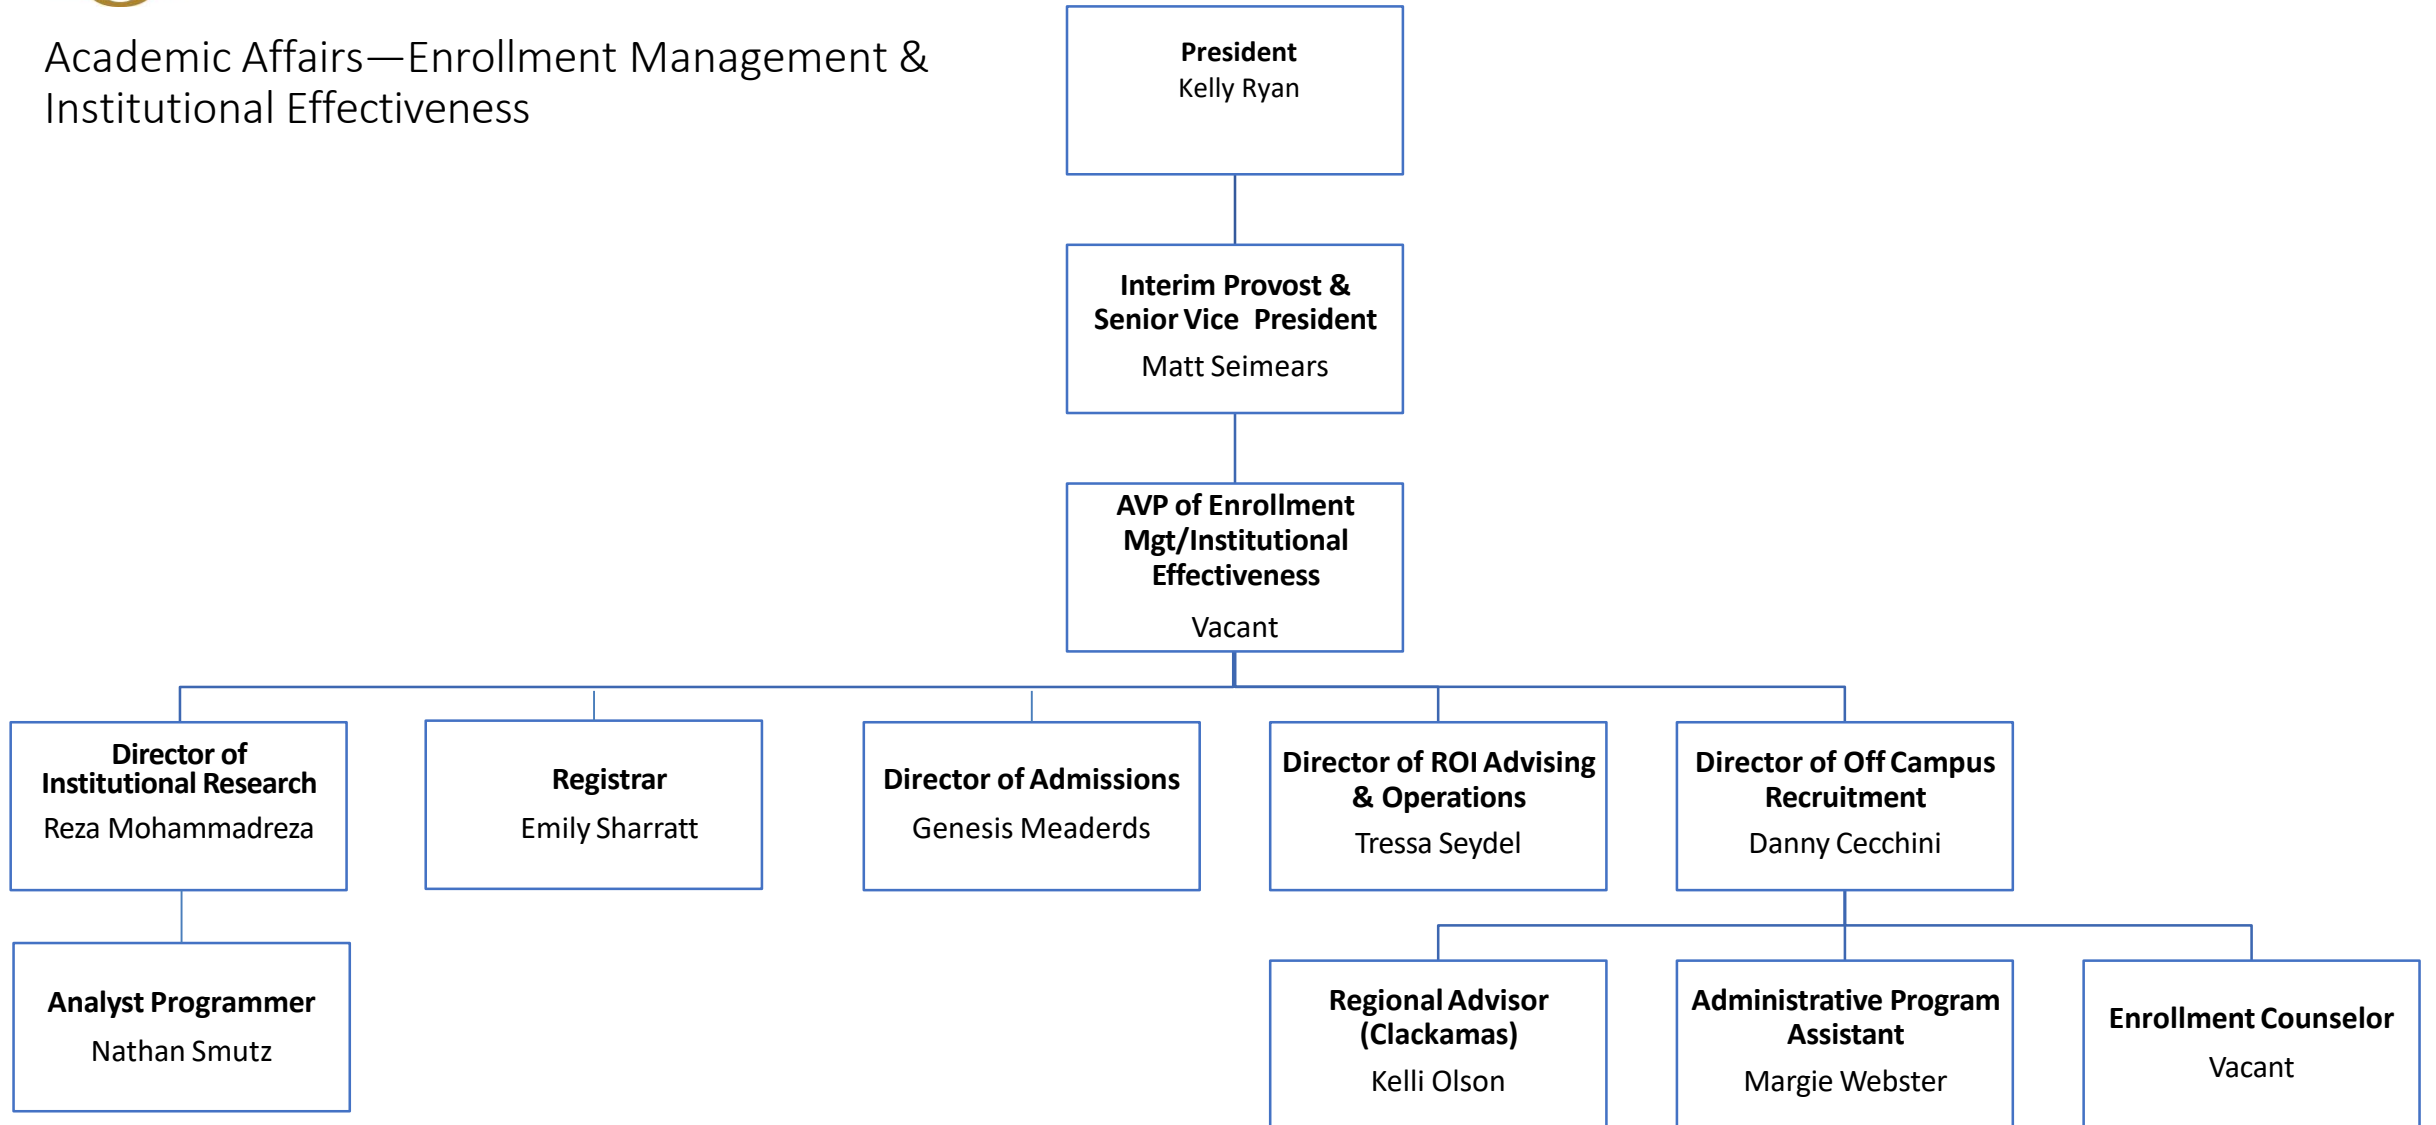 Academic Affairs—Enrollment Management &
Institutional Effectiveness
President
Kelly Ryan
Interim Provost &
Senior Vice President
Matt Seimears
AVP of Enrollment
Mgt/Institutional
Effectiveness
Vacant
Director of
Institutional Research
Reza Mohammadreza
Registrar
Emily Sharratt
Director of Admissions
Genesis Meaderds
Director of ROI Advising
& Operations
Tressa Seydel
Director of Off Campus
Recruitment
Danny Cecchini
Analyst Programmer
Nathan Smutz
Regional Advisor
(Clackamas)
Kelli Olson
Administrative Program
Assistant
Margie Webster
Enrollment Counselor
Vacant